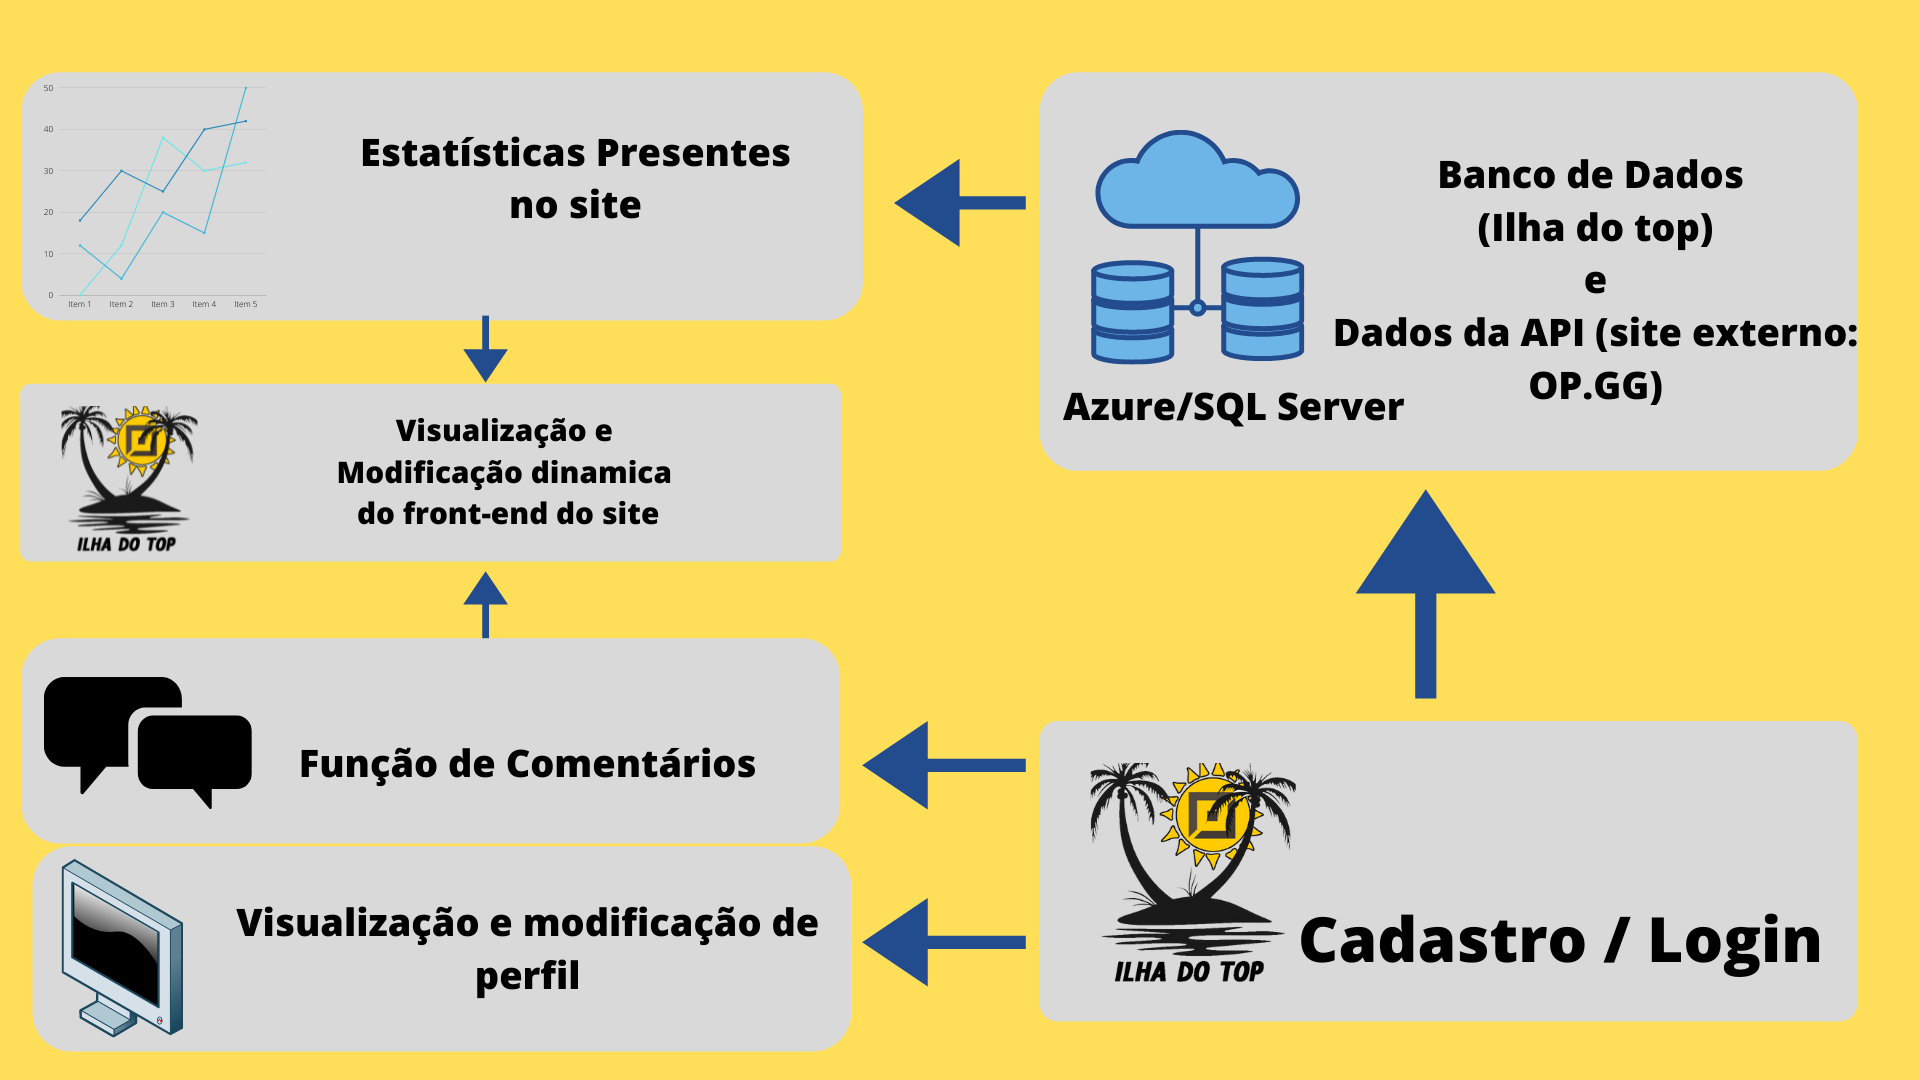 50
40
30
20
10
0
Item 1 Item 2 Item 3 Item 4 Item 5
Estatísticas Presentes
no site
Banco de Dados
(Ilha do top)
e
Dados da API (site externo:
OP.GG)
Azure/SQL Server
Visualização e
Modificação dinamica
do front-end do site
ILHA DO TOP
Função de Comentários
Visualização e modificação de
perfil
ILHA DO TOP
Cadastro / Login